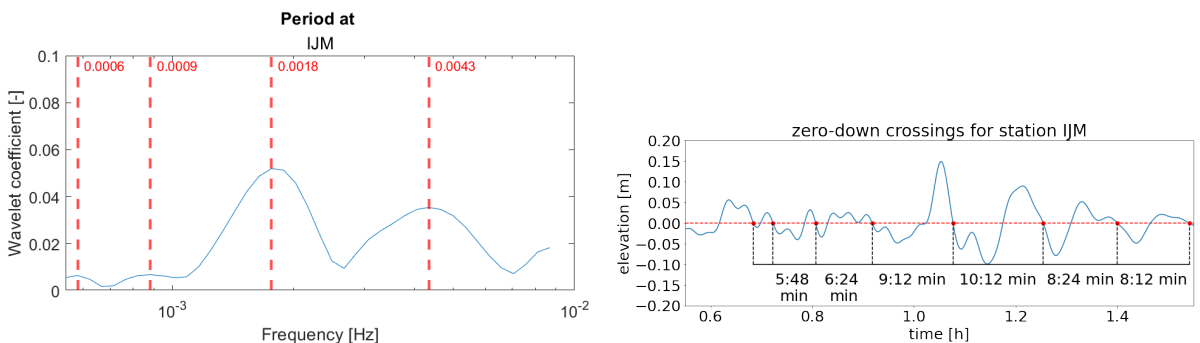 Period at
IJM
0.1
0.08
0.06
0.04
0.02
0
Wavelet coefficient [-]
0.0006
0.0009
0.0018
0.0043
10-3
10-2
Frequency [Hz]
zero-down crossings for station IJM
0.20
0.15
0.10
0.05
0.00
−0.05
−0.10
−0.15
−0.20
elevation [m]
5:48 min
6:24 min
9:12 min
10:12 min
8:24 min
8:12 min
0.6
0.8
1.0
1.2
1.4
time [h]